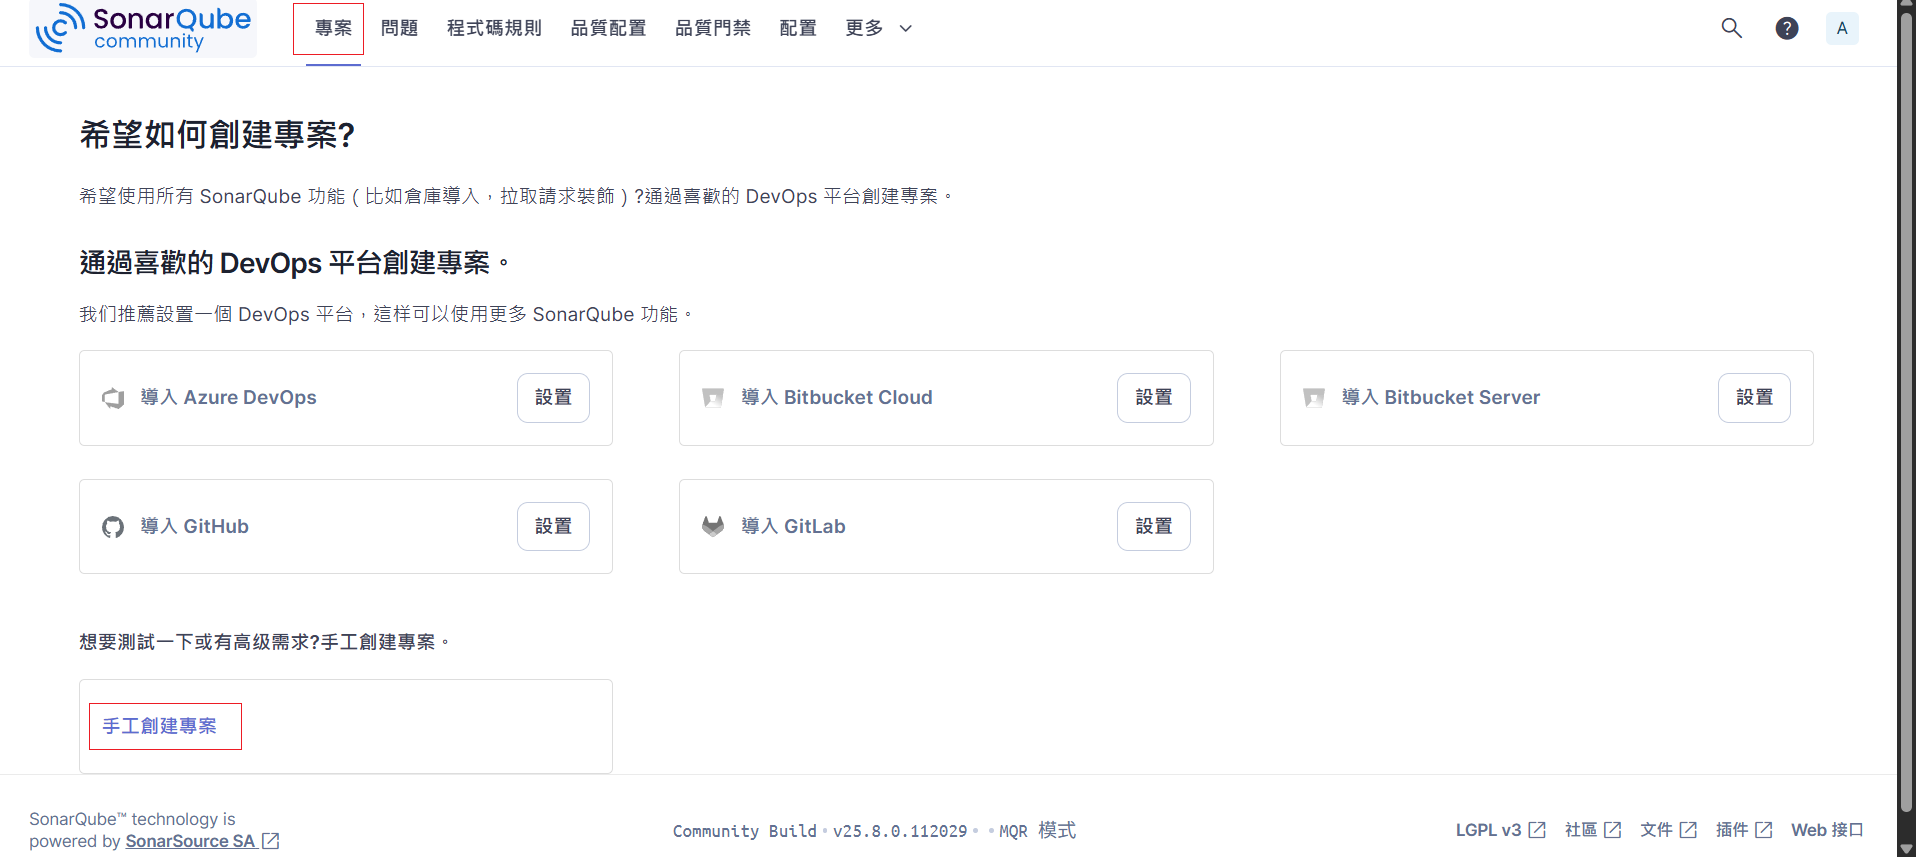 SonarQube
community
專案 問題 程式碼規則 品質配置 品質門禁 配置 更多
? A
希望如何創建專案?
希望使用所有 SonarQube 功能 ( 比如倉庫導入，拉取請求裝飾 ) ?通過喜歡的 DevOps 平台創建專案。
通過喜歡的 DevOps 平台創建專案。
我们推薦設置一個 DevOps 平台，這样可以使用更多 SonarQube 功能。
導入 Azure DevOps 設置
導入 Bitbucket Cloud 設置
導入 Bitbucket Server 設置
導入 GitHub 設置
導入 GitLab 設置
想要測試一下或有高级需求?手工創建專案。
手工創建專案
SonarQube™ technology is
powered by SonarSource SA
Community Build • v25.8.0.112029 • • MQR 模式
LGPL v3 社區 文件 插件 Web 接口